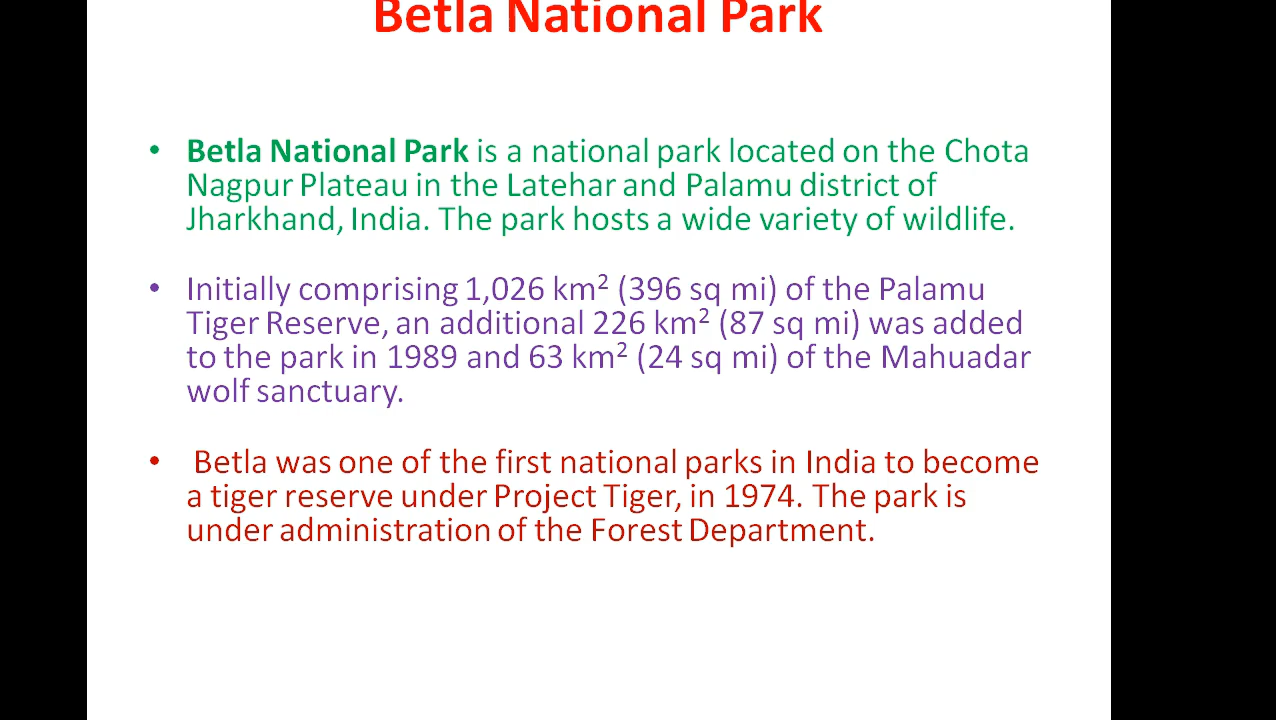 Betla National Park
• Betla National Park is a national park located on the Chota
Nagpur Plateau in the Latehar and Palamu district of
Jharkhand, India. The park hosts a wide variety of wildlife.
• Initially comprising 1,026 km² (396 sq mi) of the Palamu
Tiger Reserve, an additional 226 km² (87 sq mi) was added
to the park in 1989 and 63 km² (24 sq mi) of the Mahuadar
wolf sanctuary.
• Betla was one of the first national parks in India to become
a tiger reserve under Project Tiger, in 1974. The park is
under administration of the Forest Department.